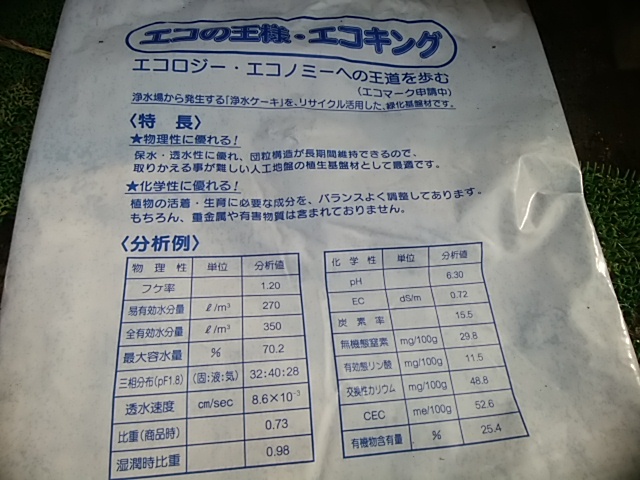 エコの王様・エコキング
エコロジー・エコノミーへの王道を歩む
(エコマーク申請中)
浄水場から発生する「浄水ケーキ」を、リサイクル活用した、緑化基盤材です。
〈特　長〉
★物理性に優れる!
保水・透水性に優れ、団粒構造が長期間維持できるので、
取りかえる事が難しい人工地盤の植生基盤材として最適です。
★化学性に優れる!
植物の活着・生育に必要な成分を、バランスよく調整してあります。
もちろん、重金属や有害物質は含まれておりません。
〈分析例〉
物 理 性 単位 分析値
フケ率 1.20
易有効水分量 ℓ/m³ 270
全有効水分量 ℓ/m³ 350
最大容水量 % 70.2
三相分布(pF1.8) (固:液:気) 32:40:28
透水速度 cm/sec 8.6×10⁻³
比重(商品時) 0.73
湿潤時比重 0.98
化 学 性 単位 分析値
pH 6.30
EC dS/m 0.72
炭 素 率 15.5
無機態窒素 mg/100g 29.8
有効態リン酸 mg/100g 11.5
交換性カリウム mg/100g 48.8
CEC me/100g 52.6
有機物含有量 % 25.4